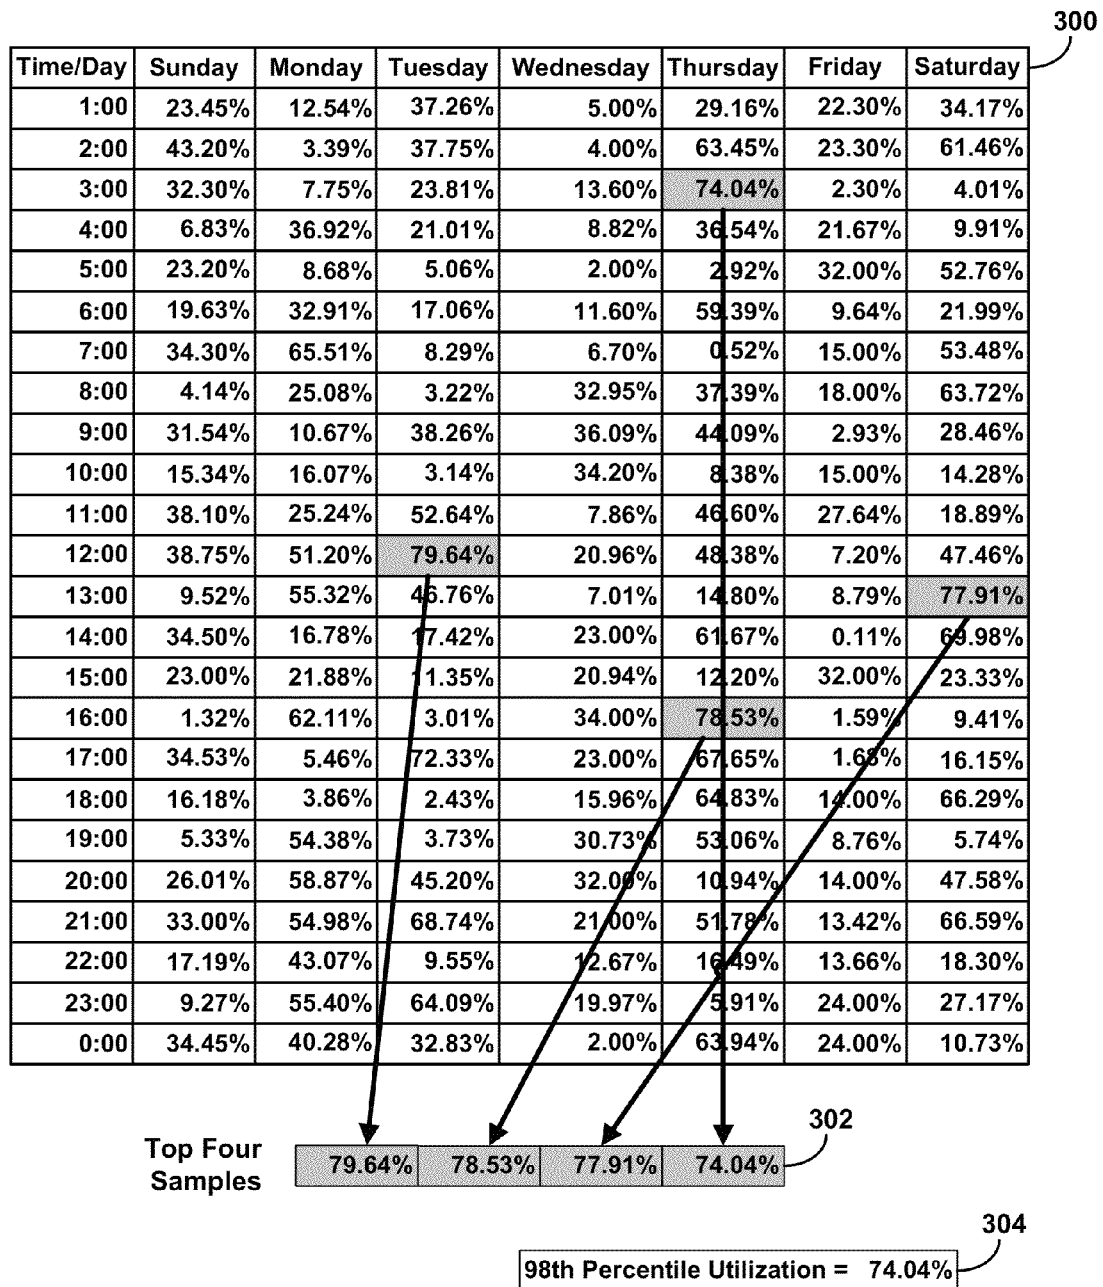 300
Time/Day Sunday Monday Tuesday Wednesday Thursday Friday Saturday
1:00 23.45% 12.54% 37.26% 5.00% 29.16% 22.30% 34.17%
2:00 43.20% 3.39% 37.75% 4.00% 63.45% 23.30% 61.46%
3:00 32.30% 7.75% 23.81% 13.60% 74.04% 2.30% 4.01%
4:00 6.83% 36.92% 21.01% 8.82% 36.54% 21.67% 9.91%
5:00 23.20% 8.68% 5.06% 2.00% 2.92% 32.00% 52.76%
6:00 19.63% 32.91% 17.06% 11.60% 59.39% 9.64% 21.99%
7:00 34.30% 65.51% 8.29% 6.70% 0.52% 15.00% 53.48%
8:00 4.14% 25.08% 3.22% 32.95% 37.39% 18.00% 63.72%
9:00 31.54% 10.67% 38.26% 36.09% 44.09% 2.93% 28.46%
10:00 15.34% 16.07% 3.14% 34.20% 8.38% 15.00% 14.28%
11:00 38.10% 25.24% 52.64% 7.86% 46.60% 27.64% 18.89%
12:00 38.75% 51.20% 79.64% 20.96% 48.38% 7.20% 47.46%
13:00 9.52% 55.32% 46.76% 7.01% 14.80% 8.79% 77.91%
14:00 34.50% 16.78% 17.42% 23.00% 61.67% 0.11% 69.98%
15:00 23.00% 21.88% 11.35% 20.94% 12.20% 32.00% 23.33%
16:00 1.32% 62.11% 3.01% 34.00% 78.53% 1.59% 9.41%
17:00 34.53% 5.46% 72.33% 23.00% 67.65% 1.68% 16.15%
18:00 16.18% 3.86% 2.43% 15.96% 64.83% 14.00% 66.29%
19:00 5.33% 54.38% 3.73% 30.73% 53.06% 8.76% 5.74%
20:00 26.01% 58.87% 45.20% 32.00% 10.94% 14.00% 47.58%
21:00 33.00% 54.98% 68.74% 21.00% 51.78% 13.42% 66.59%
22:00 17.19% 43.07% 9.55% 12.67% 16.49% 13.66% 18.30%
23:00 9.27% 55.40% 64.09% 19.97% 5.91% 24.00% 27.17%
0:00 34.45% 40.28% 32.83% 2.00% 63.94% 24.00% 10.73%
302
Top Four
Samples
79.64% 78.53% 77.91% 74.04%
304
98th Percentile Utilization = 74.04%